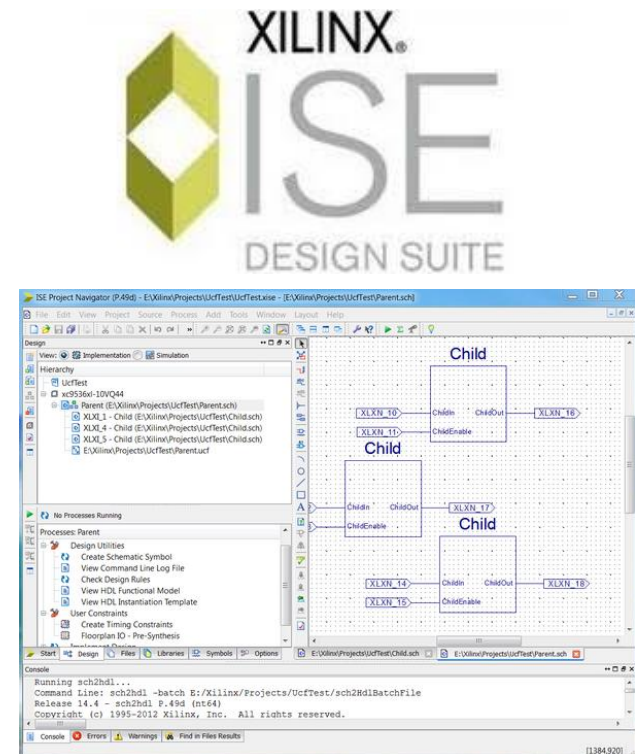 XILINX®
ISE
DESIGN SUITE
ISE Project Navigator (P.49d) - E:\Xilinx\Projects\UcfTest\UcfTest.xise - [E:\Xilinx\Projects\UcfTest\Parent.sch]
File Edit View Project Source Process Add Tools Window Layout Help
Design
View: Implementation Simulation
Hierarchy
UcfTest
xc9536xl-10VQ44
Parent (E:\Xilinx\Projects\UcfTest\Parent.sch)
XLXI_1 - Child (E:\Xilinx\Projects\UcfTest\Child.sch)
XLXI_4 - Child (E:\Xilinx\Projects\UcfTest\Child.sch)
XLXI_5 - Child (E:\Xilinx\Projects\UcfTest\Child.sch)
E:\Xilinx\Projects\UcfTest\Parent.ucf
No Processes Running
Processes: Parent
Design Utilities
Create Schematic Symbol
View Command Line Log File
Check Design Rules
View HDL Functional Model
View HDL Instantiation Template
User Constraints
Create Timing Constraints
Floorplan IO - Pre-Synthesis
Implement Design
Start Design Files Libraries Symbols Options
Child
XLXN_10 ChildIn ChildOut XLXN_16
XLXN_11 ChildEnable
Child
ChildIn ChildOut XLXN_17
ChildEnable
Child
XLXN_14 ChildIn ChildOut XLXN_18
XLXN_15 ChildEnable
E:\Xilinx\Projects\UcfTest\Child.sch E:\Xilinx\Projects\UcfTest\Parent.sch
Console
Running sch2hdl...
Command Line: sch2hdl -batch E:/Xilinx/Projects/UcfTest/sch2HdlBatchFile
Release 14.4 - sch2hdl P.49d (nt64)
Copyright (c) 1995-2012 Xilinx, Inc. All rights reserved.
Console Errors Warnings Find in Files Results
[1384,920]